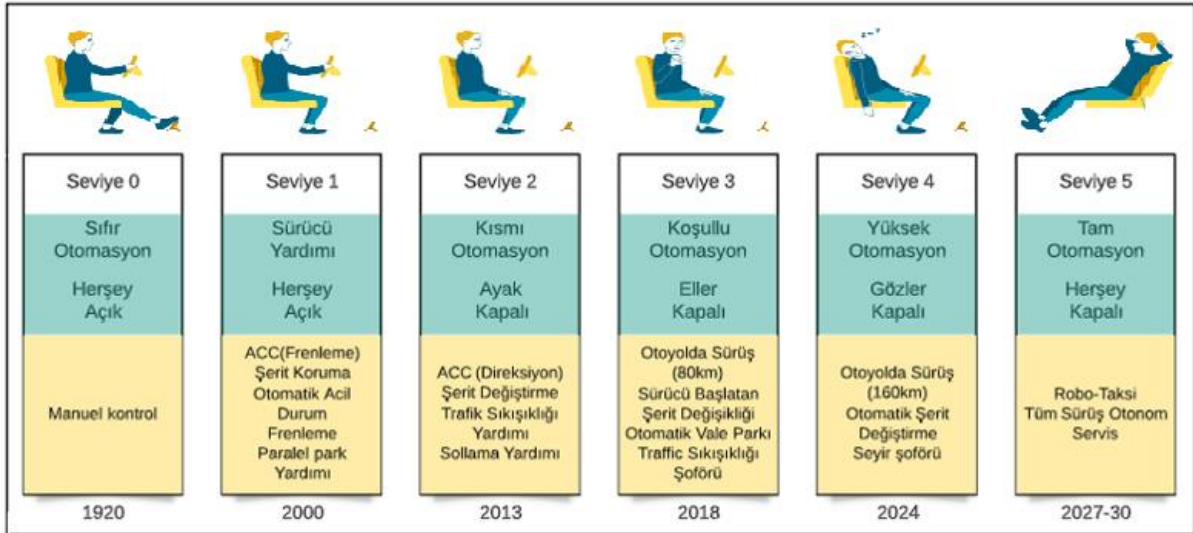 Seviye 0
Sıfır
Otomasyon
Herşey
Açık
Manuel kontrol
1920
Seviye 1
Sürücü
Yardımı
Herşey
Açık
ACC(Frenleme)
Şerit Koruma
Otomatik Acil
Durum
Frenleme
Paralel park
Yardımı
2000
Seviye 2
Kısmı
Otomasyon
Ayak
Kapalı
ACC (Direksiyon)
Şerit Değiştirme
Trafik Sıkışıklığı
Yardımı
Sollama Yardımı
2013
Seviye 3
Koşullu
Otomasyon
Eller
Kapalı
Otoyolda Sürüş
(80km)
Sürücü Başlatan
Şerit Değişikliği
Otomatik Vale Parkı
Traffic Sıkışıklığı
Şoförü
2018
Seviye 4
Yüksek
Otomasyon
Gözler
Kapalı
Otoyolda Sürüş
(160km)
Otomatik Şerit
Değiştirme
Seyir şoförü
2024
Seviye 5
Tam
Otomasyon
Herşey
Kapalı
Robo-Taksi
Tüm Sürüş Otonom
Servis
2027-30